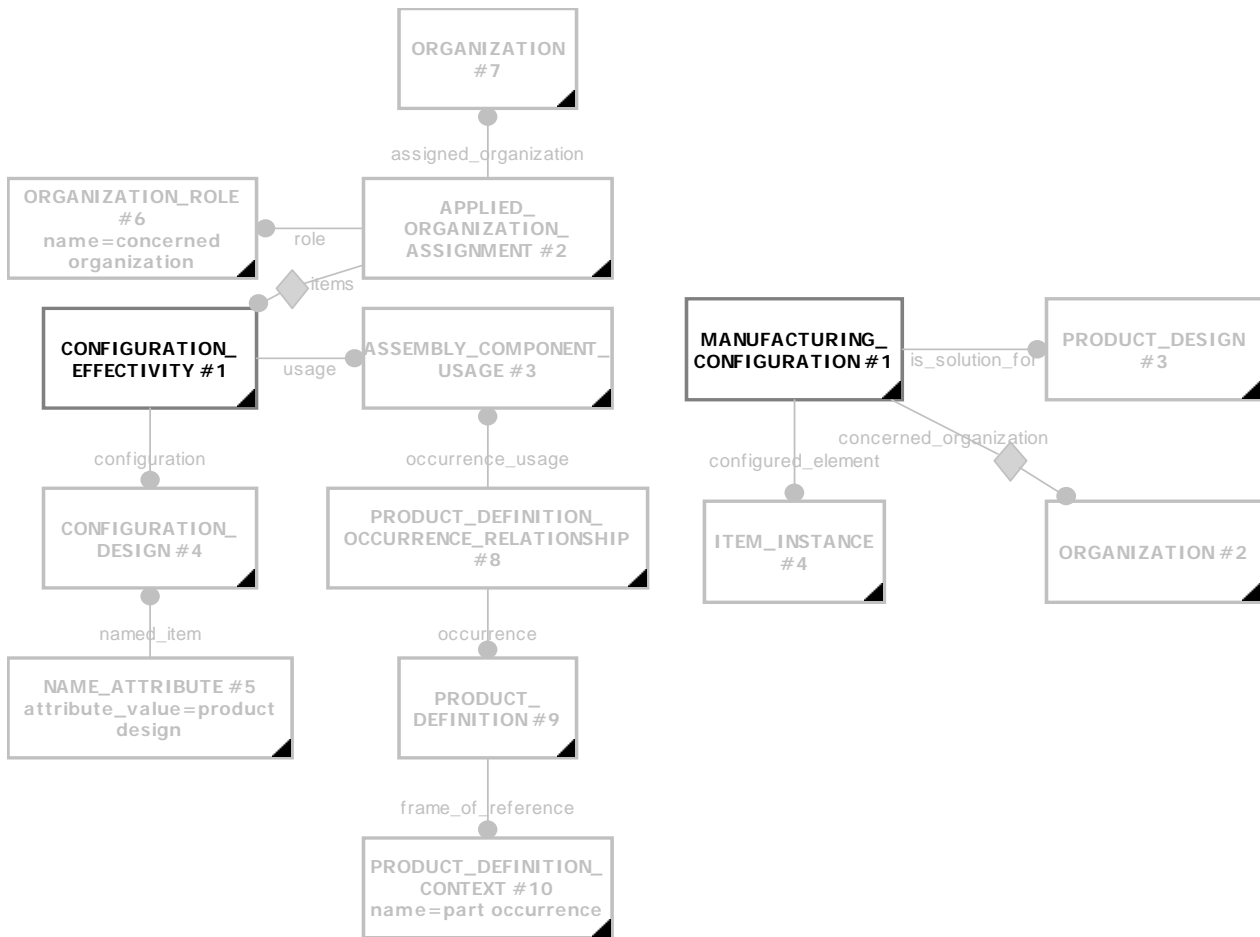 ORGANIZATION
#7
assigned_organization
ORGANIZATION_ROLE
#6
name=concerned
organization
role
APPLIED_
ORGANIZATION_
ASSIGNMENT #2
items
CONFIGURATION_
EFFECTIVITY #1
usage
ASSEMBLY_COMPONENT_
USAGE #3
configuration
occurrence_usage
CONFIGURATION_
DESIGN #4
PRODUCT_DEFINITION_
OCCURRENCE_RELATIONSHIP
#8
named_item
occurrence
NAME_ATTRIBUTE #5
attribute_value=product
design
PRODUCT_
DEFINITION #9
frame_of_reference
PRODUCT_DEFINITION_
CONTEXT #10
name=part occurrence
MANUFACTURING_
CONFIGURATION #1
is_solution_for
PRODUCT_DESIGN
#3
concerned_organization
configured_element
ITEM_INSTANCE
#4
ORGANIZATION #2